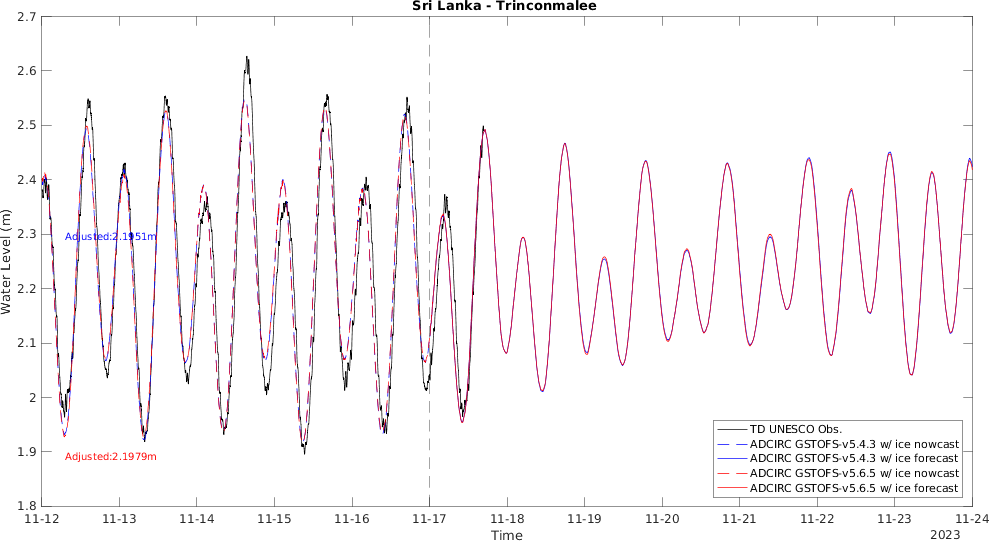 Sri Lanka - Trinconmalee
2.7
2.6
2.5
2.4
2.3
2.2
2.1
2
1.9
1.8
Water Level (m)
Adjusted:2.1951m
Adjusted:2.1979m
TD UNESCO Obs.
ADCIRC GSTOFS-v5.4.3 w/ ice nowcast
ADCIRC GSTOFS-v5.4.3 w/ ice forecast
ADCIRC GSTOFS-v5.6.5 w/ ice nowcast
ADCIRC GSTOFS-v5.6.5 w/ ice forecast
11-12 11-13 11-14 11-15 11-16 11-17 11-18 11-19 11-20 11-21 11-22 11-23 11-24
Time
2023